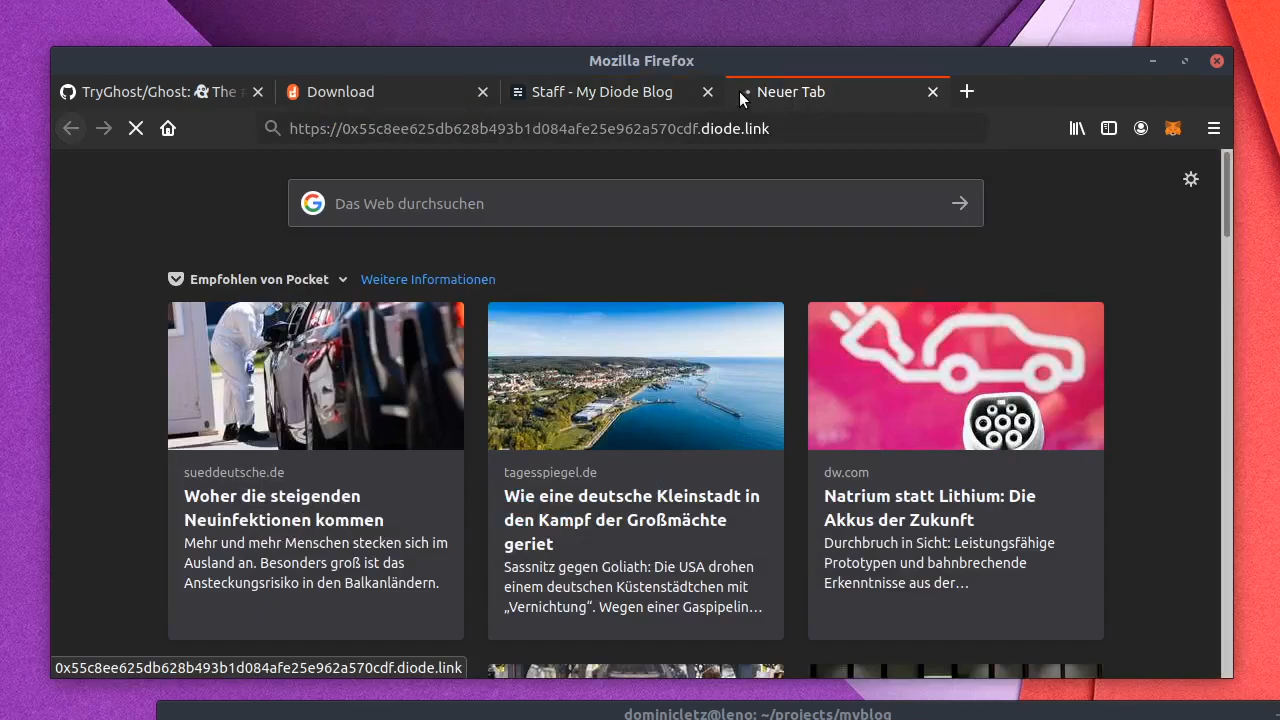 Mozilla Firefox
TryGhost/Ghost: The
Download
Staff - My Diode Blog
Neuer Tab
https://0x55c8ee625db628b493b1d084afe25e962a570cdf.diode.link
Das Web durchsuchen
Empfohlen von Pocket
Weitere Informationen
sueddeutsche.de
Woher die steigenden
Neuinfektionen kommen
Mehr und mehr Menschen stecken sich im
Ausland an. Besonders groß ist das
Ansteckungsrisiko in den Balkanländern.
tagesspiegel.de
Wie eine deutsche Kleinstadt in
den Kampf der Großmächte
geriet
Sassnitz gegen Goliath: Die USA drohen
einem deutschen Küstenstädtchen mit
„Vernichtung“. Wegen einer Gaspipelin…
dw.com
Natrium statt Lithium: Die
Akkus der Zukunft
Durchbruch in Sicht: Leistungsfähige
Prototypen und bahnbrechende
Erkenntnisse aus der…
0x55c8ee625db628b493b1d084afe25e962a570cdf.diode.link
dominicletz@leno: ~/projects/myblog